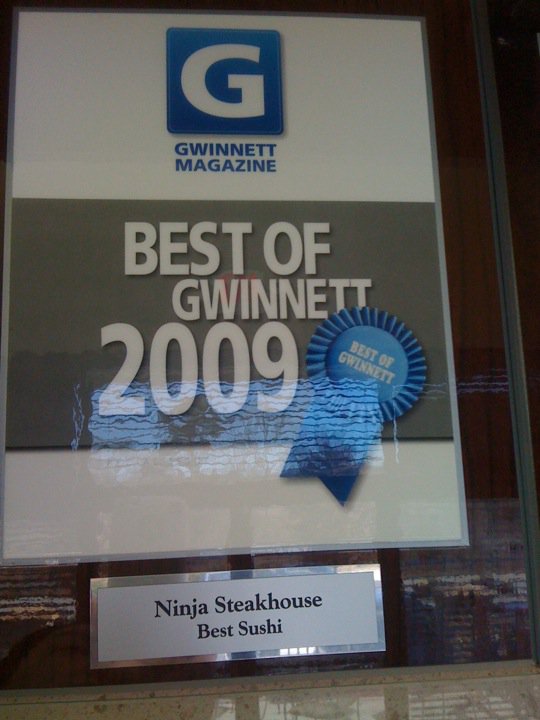 G
GWINNETT
MAGAZINE
BEST OF
GWINNETT
2009
BEST OF
GWINNETT
Ninja Steakhouse
Best Sushi